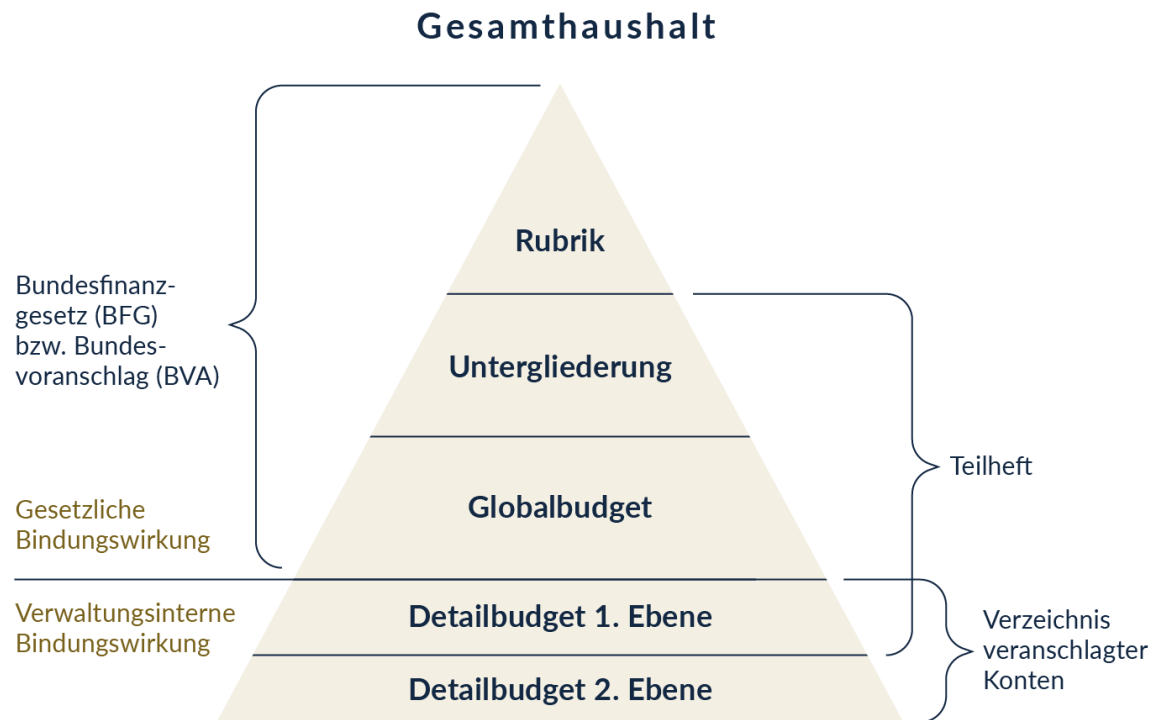 Gesamthaushalt
Rubrik
Bundesfinanz-
gesetz (BFG)
bzw. Bundes-
voranschlag (BVA)
Untergliederung
Teilheft
Globalbudget
Gesetzliche
Bindungswirkung
Verwaltungsinterne
Bindungswirkung
Detailbudget 1. Ebene
Verzeichnis
veranschlagter
Konten
Detailbudget 2. Ebene